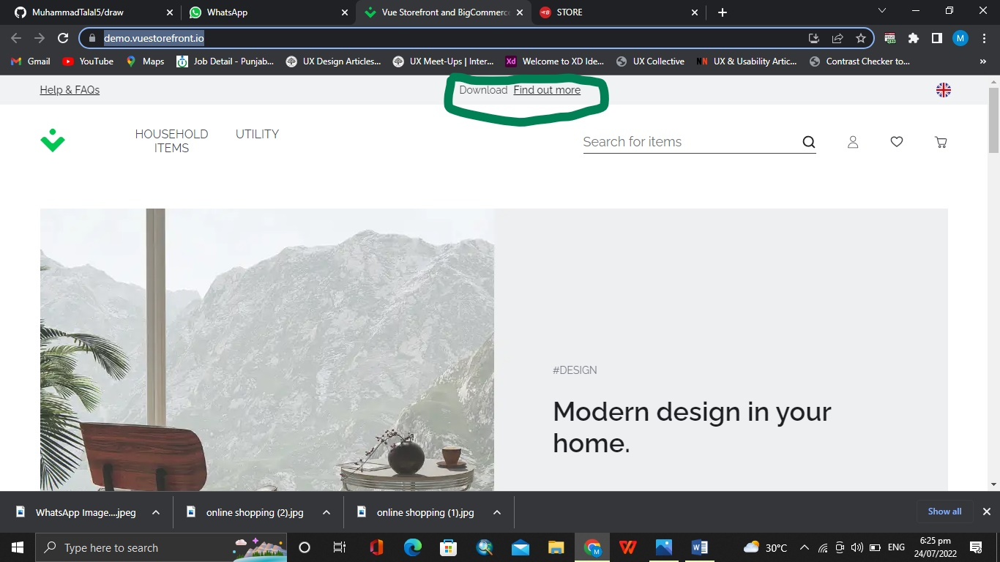 MuhammadTalal5/draw
WhatsApp
Vue Storefront and BigCommerc
STORE
demo.vuestorefront.io
M
Gmail
YouTube
Maps
Job Detail - Punjab...
UX Design Articles...
UX Meet-Ups | Inter...
Xd
Welcome to XD Ide...
UX Collective
NN
UX & Usability Artic...
Contrast Checker to...
»
Help & FAQs
Download Find out more
HOUSEHOLD
ITEMS
UTILITY
Search for items
#DESIGN
Modern design in your
home.
WhatsApp Image....jpeg
online shopping (2).jpg
online shopping (1).jpg
Show all
Type here to search
30°C
ENG
6:25 pm
24/07/2022